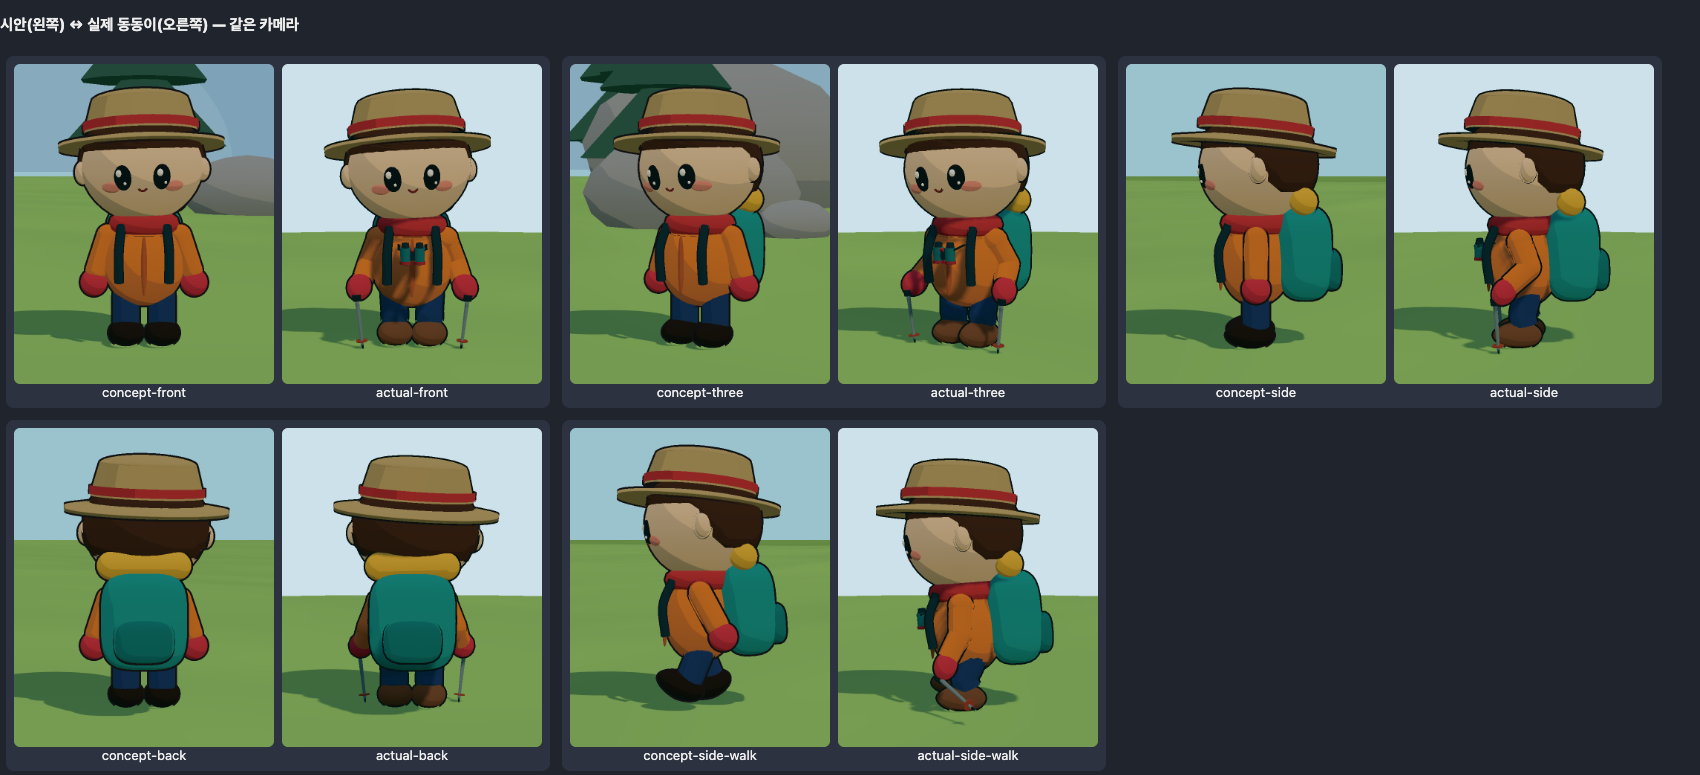 시안(왼쪽) ↔ 실제 동동이(오른쪽) — 같은 카메라
concept-front
actual-front
concept-three
actual-three
concept-side
actual-side
concept-back
actual-back
concept-side-walk
actual-side-walk